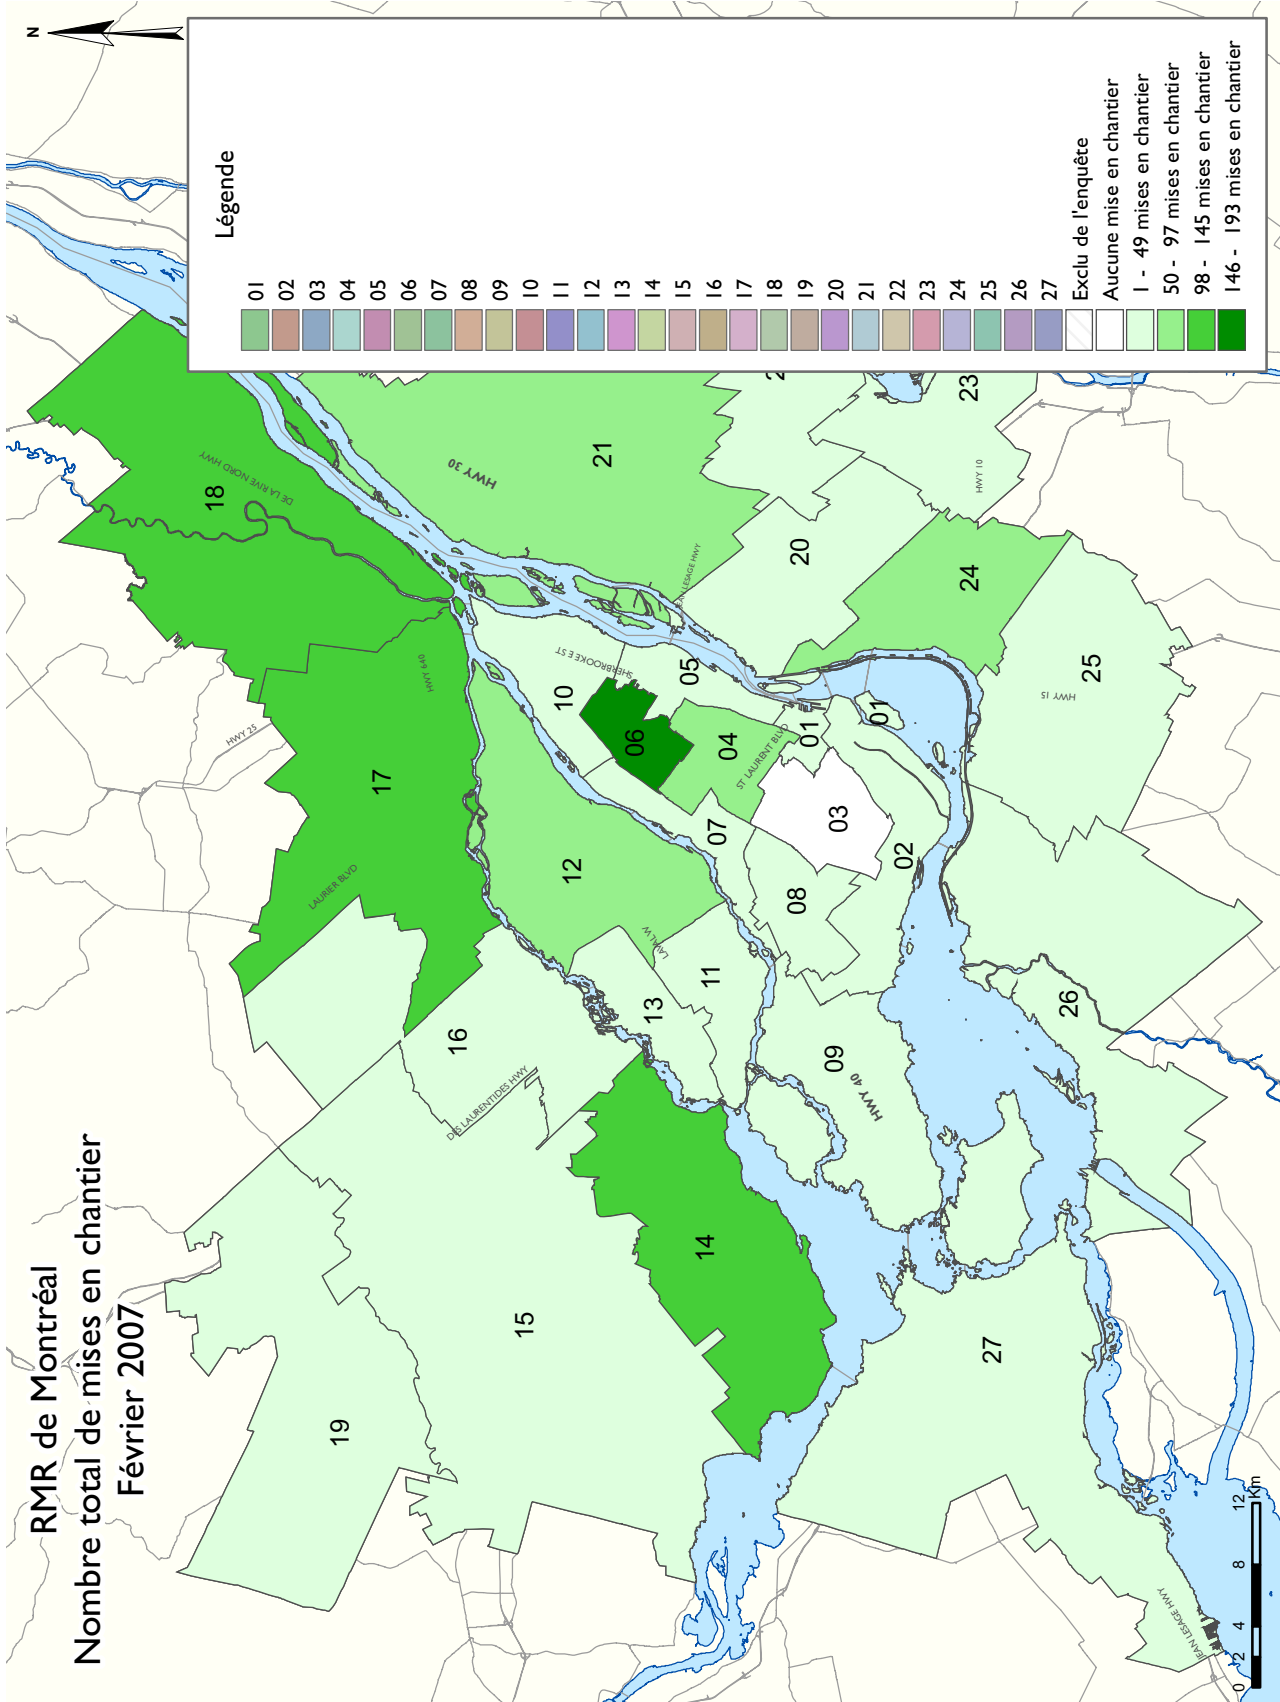 RMR de Montréal
Nombre total de mises en chantier
Février 2007
N
Légende
01
02
03
04
05
06
07
08
09
10
11
12
13
14
15
16
17
18
19
20
21
22
23
24
25
26
27
Exclu de l'enquête
Aucune mise en chantier
1 - 49 mises en chantier
50 - 97 mises en chantier
98 - 145 mises en chantier
146 - 193 mises en chantier
19
15
14
16
17
18
DE LA RIVE NORD HWY
HWY 25
HWY 640
LAURIER BLVD
DES LAURENTIDES HWY
12
13
11
LAVAL W
10
SHERBROOKE E ST
06
05
04
ST LAURENT BLVD
07
08
03
01
01
02
09
HWY 40
21
HWY 30
20
23
HWY 10
24
25
HWY 15
26
27
JEAN LESAGE HWY
0 2 4 8 12
Km